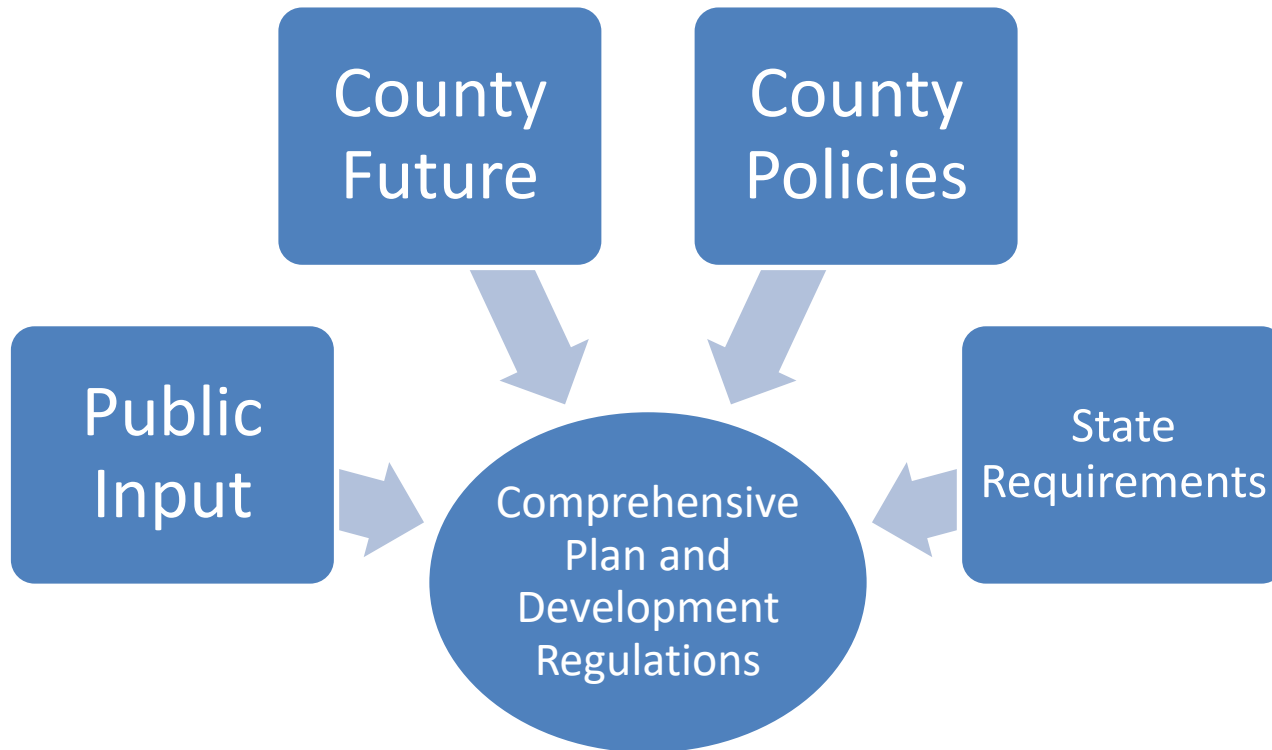 County
Future
County
Policies
Public
Input
State
Requirements
Comprehensive
Plan and
Development
Regulations